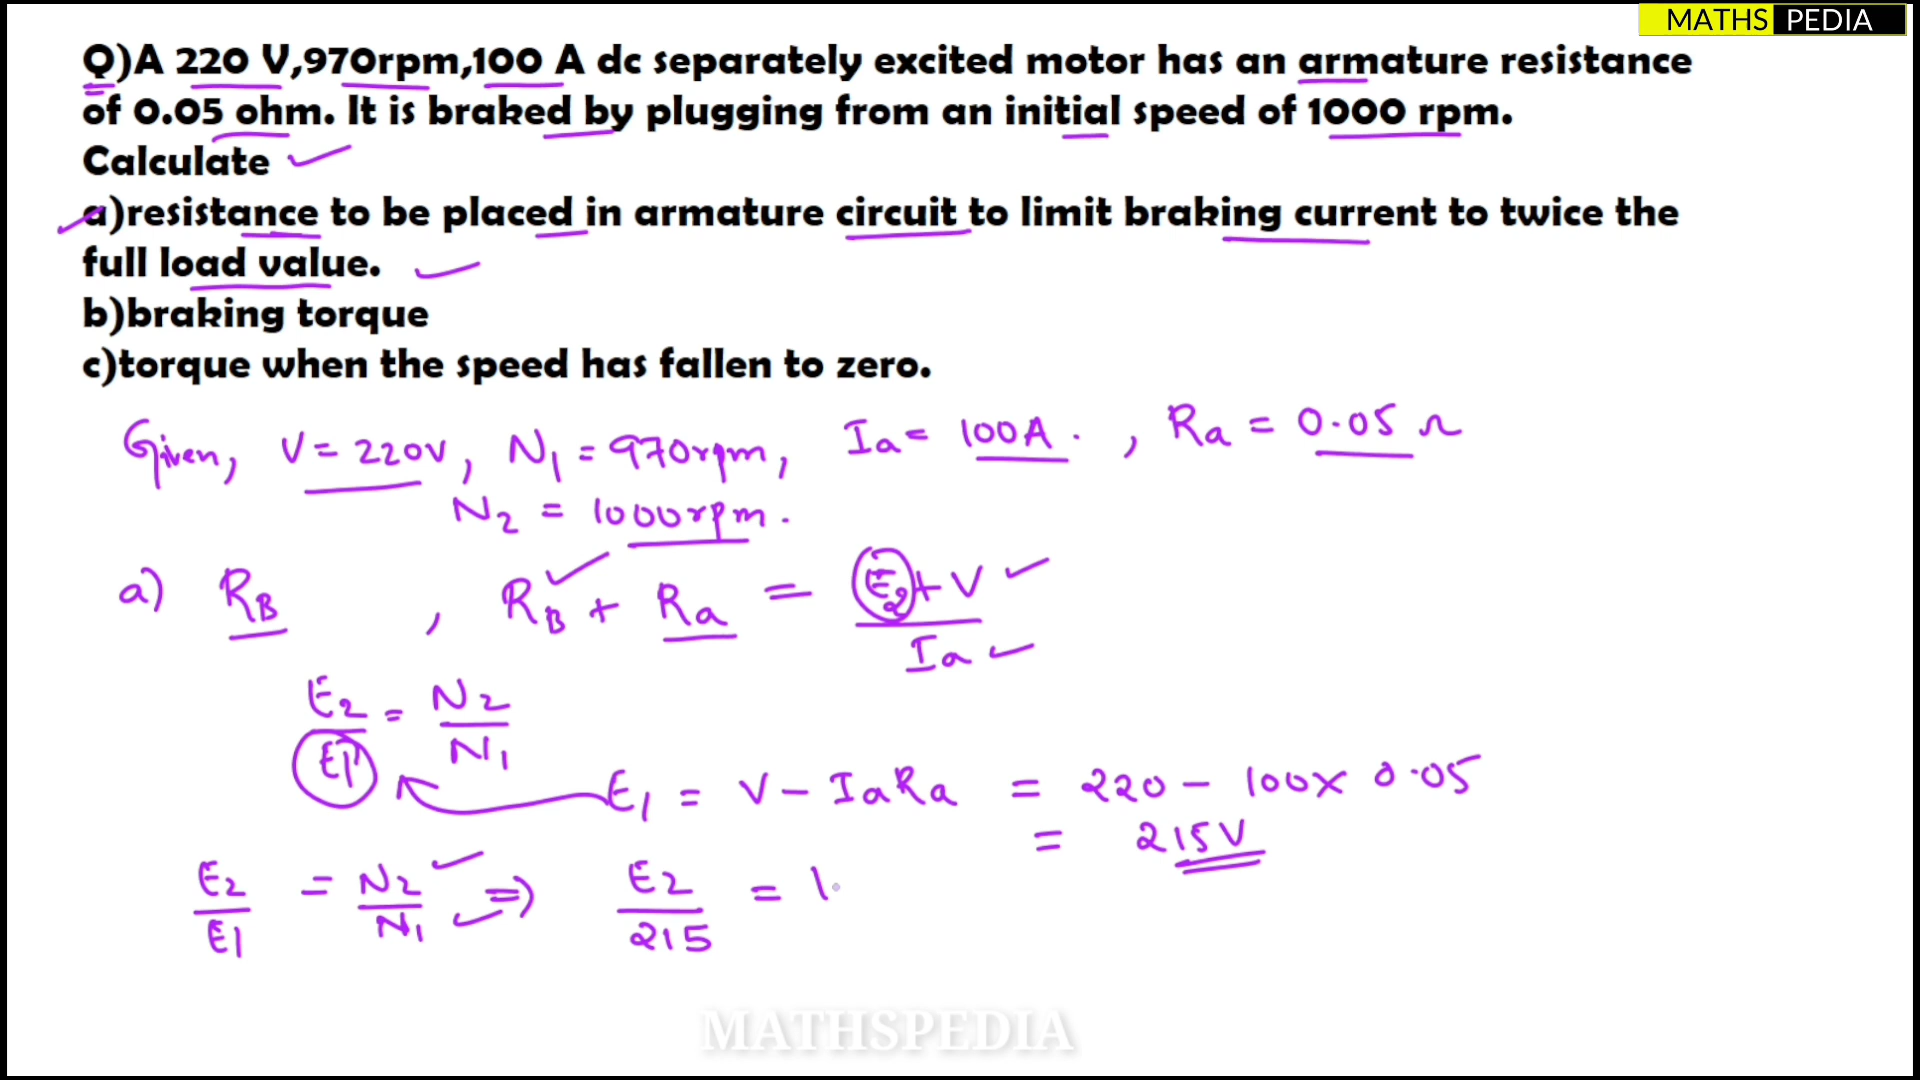 MATHS PEDIA
Q)A 220 V,970rpm,100 A dc separately excited motor has an armature resistance
of 0.05 ohm. It is braked by plugging from an initial speed of 1000 rpm.
Calculate
a)resistance to be placed in armature circuit to limit braking current to twice the
full load value.
b)braking torque
c)torque when the speed has fallen to zero.
Given, V = 220V, N1 = 970rpm, Ia = 100A. , Ra = 0.05 Ω
N2 = 1000rpm.
a) RB , RB + Ra = E2 + V / Ia
E2/E1 = N2/N1
E1 = V - IaRa = 220 - 100 x 0.05
= 215V
E2/E1 = N2/N1 => E2/215 = 1
MATHSPEDIA